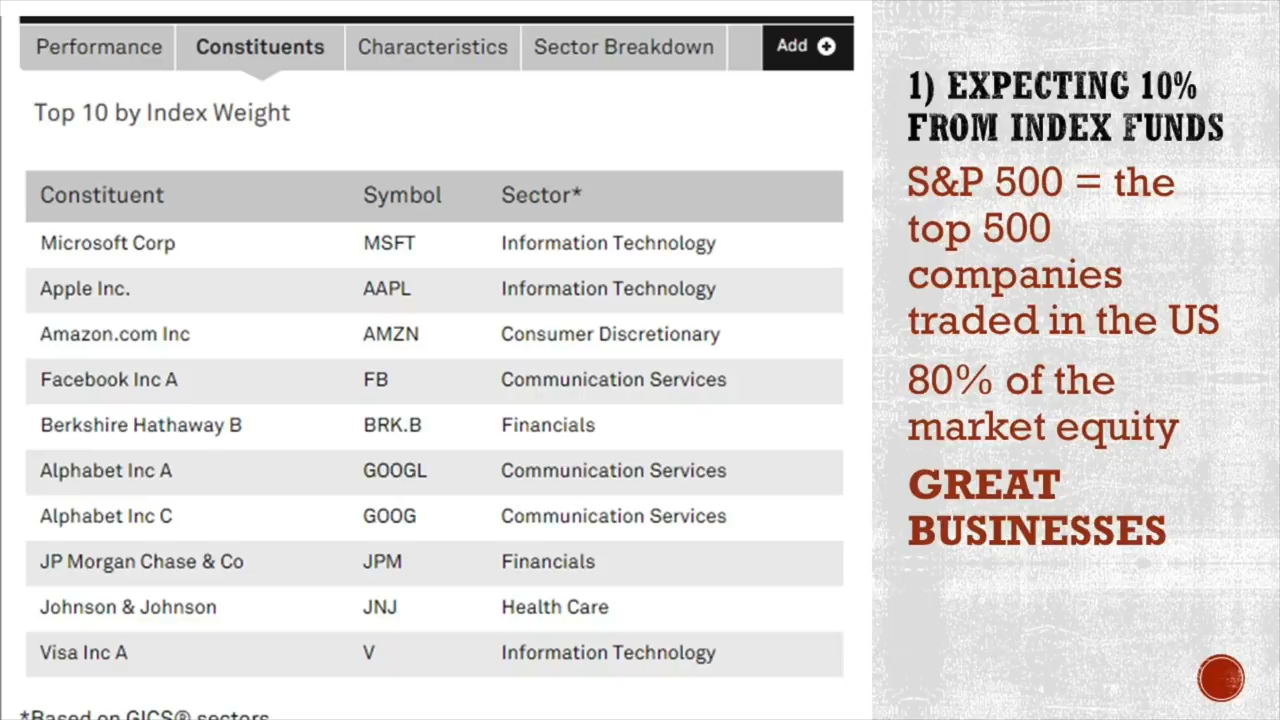 Performance Constituents Characteristics Sector Breakdown Add
Top 10 by Index Weight
Constituent Symbol Sector*
Microsoft Corp MSFT Information Technology
Apple Inc. AAPL Information Technology
Amazon.com Inc AMZN Consumer Discretionary
Facebook Inc A FB Communication Services
Berkshire Hathaway B BRK.B Financials
Alphabet Inc A GOOGL Communication Services
Alphabet Inc C GOOG Communication Services
JP Morgan Chase & Co JPM Financials
Johnson & Johnson JNJ Health Care
Visa Inc A V Information Technology
*Based on GICS® sectors
1) EXPECTING 10%
FROM INDEX FUNDS
S&P 500 = the
top 500
companies
traded in the US
80% of the
market equity
GREAT
BUSINESSES